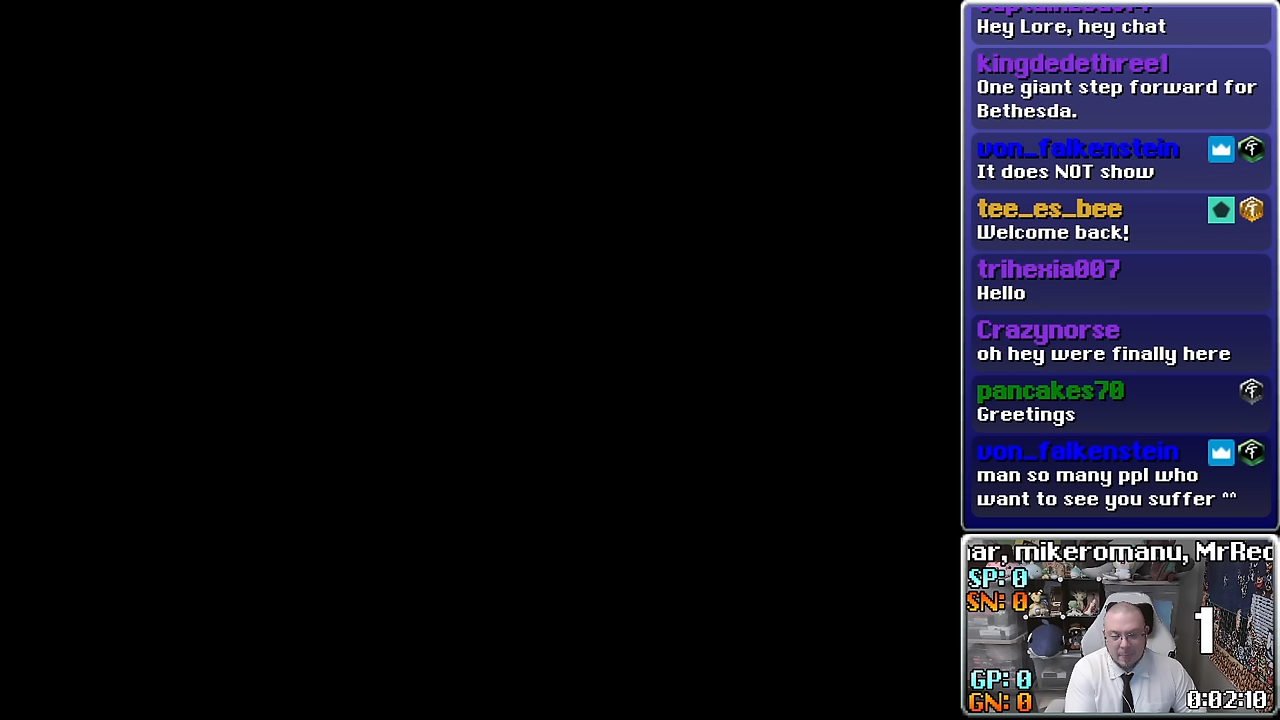 Hey Lore, hey chat
kingdedethree1
One giant step forward for
Bethesda.
von_falkenstein
It does NOT show
tee_es_bee
Welcome back!
trihexia007
Hello
Crazynorse
oh hey were finally here
pancakes70
Greetings
von_falkenstein
man so many ppl who
want to see you suffer ^^
ar, mikeromanu, MrRec
SP: 0
SN: 0
1
GP: 0
GN: 0
0:02:10